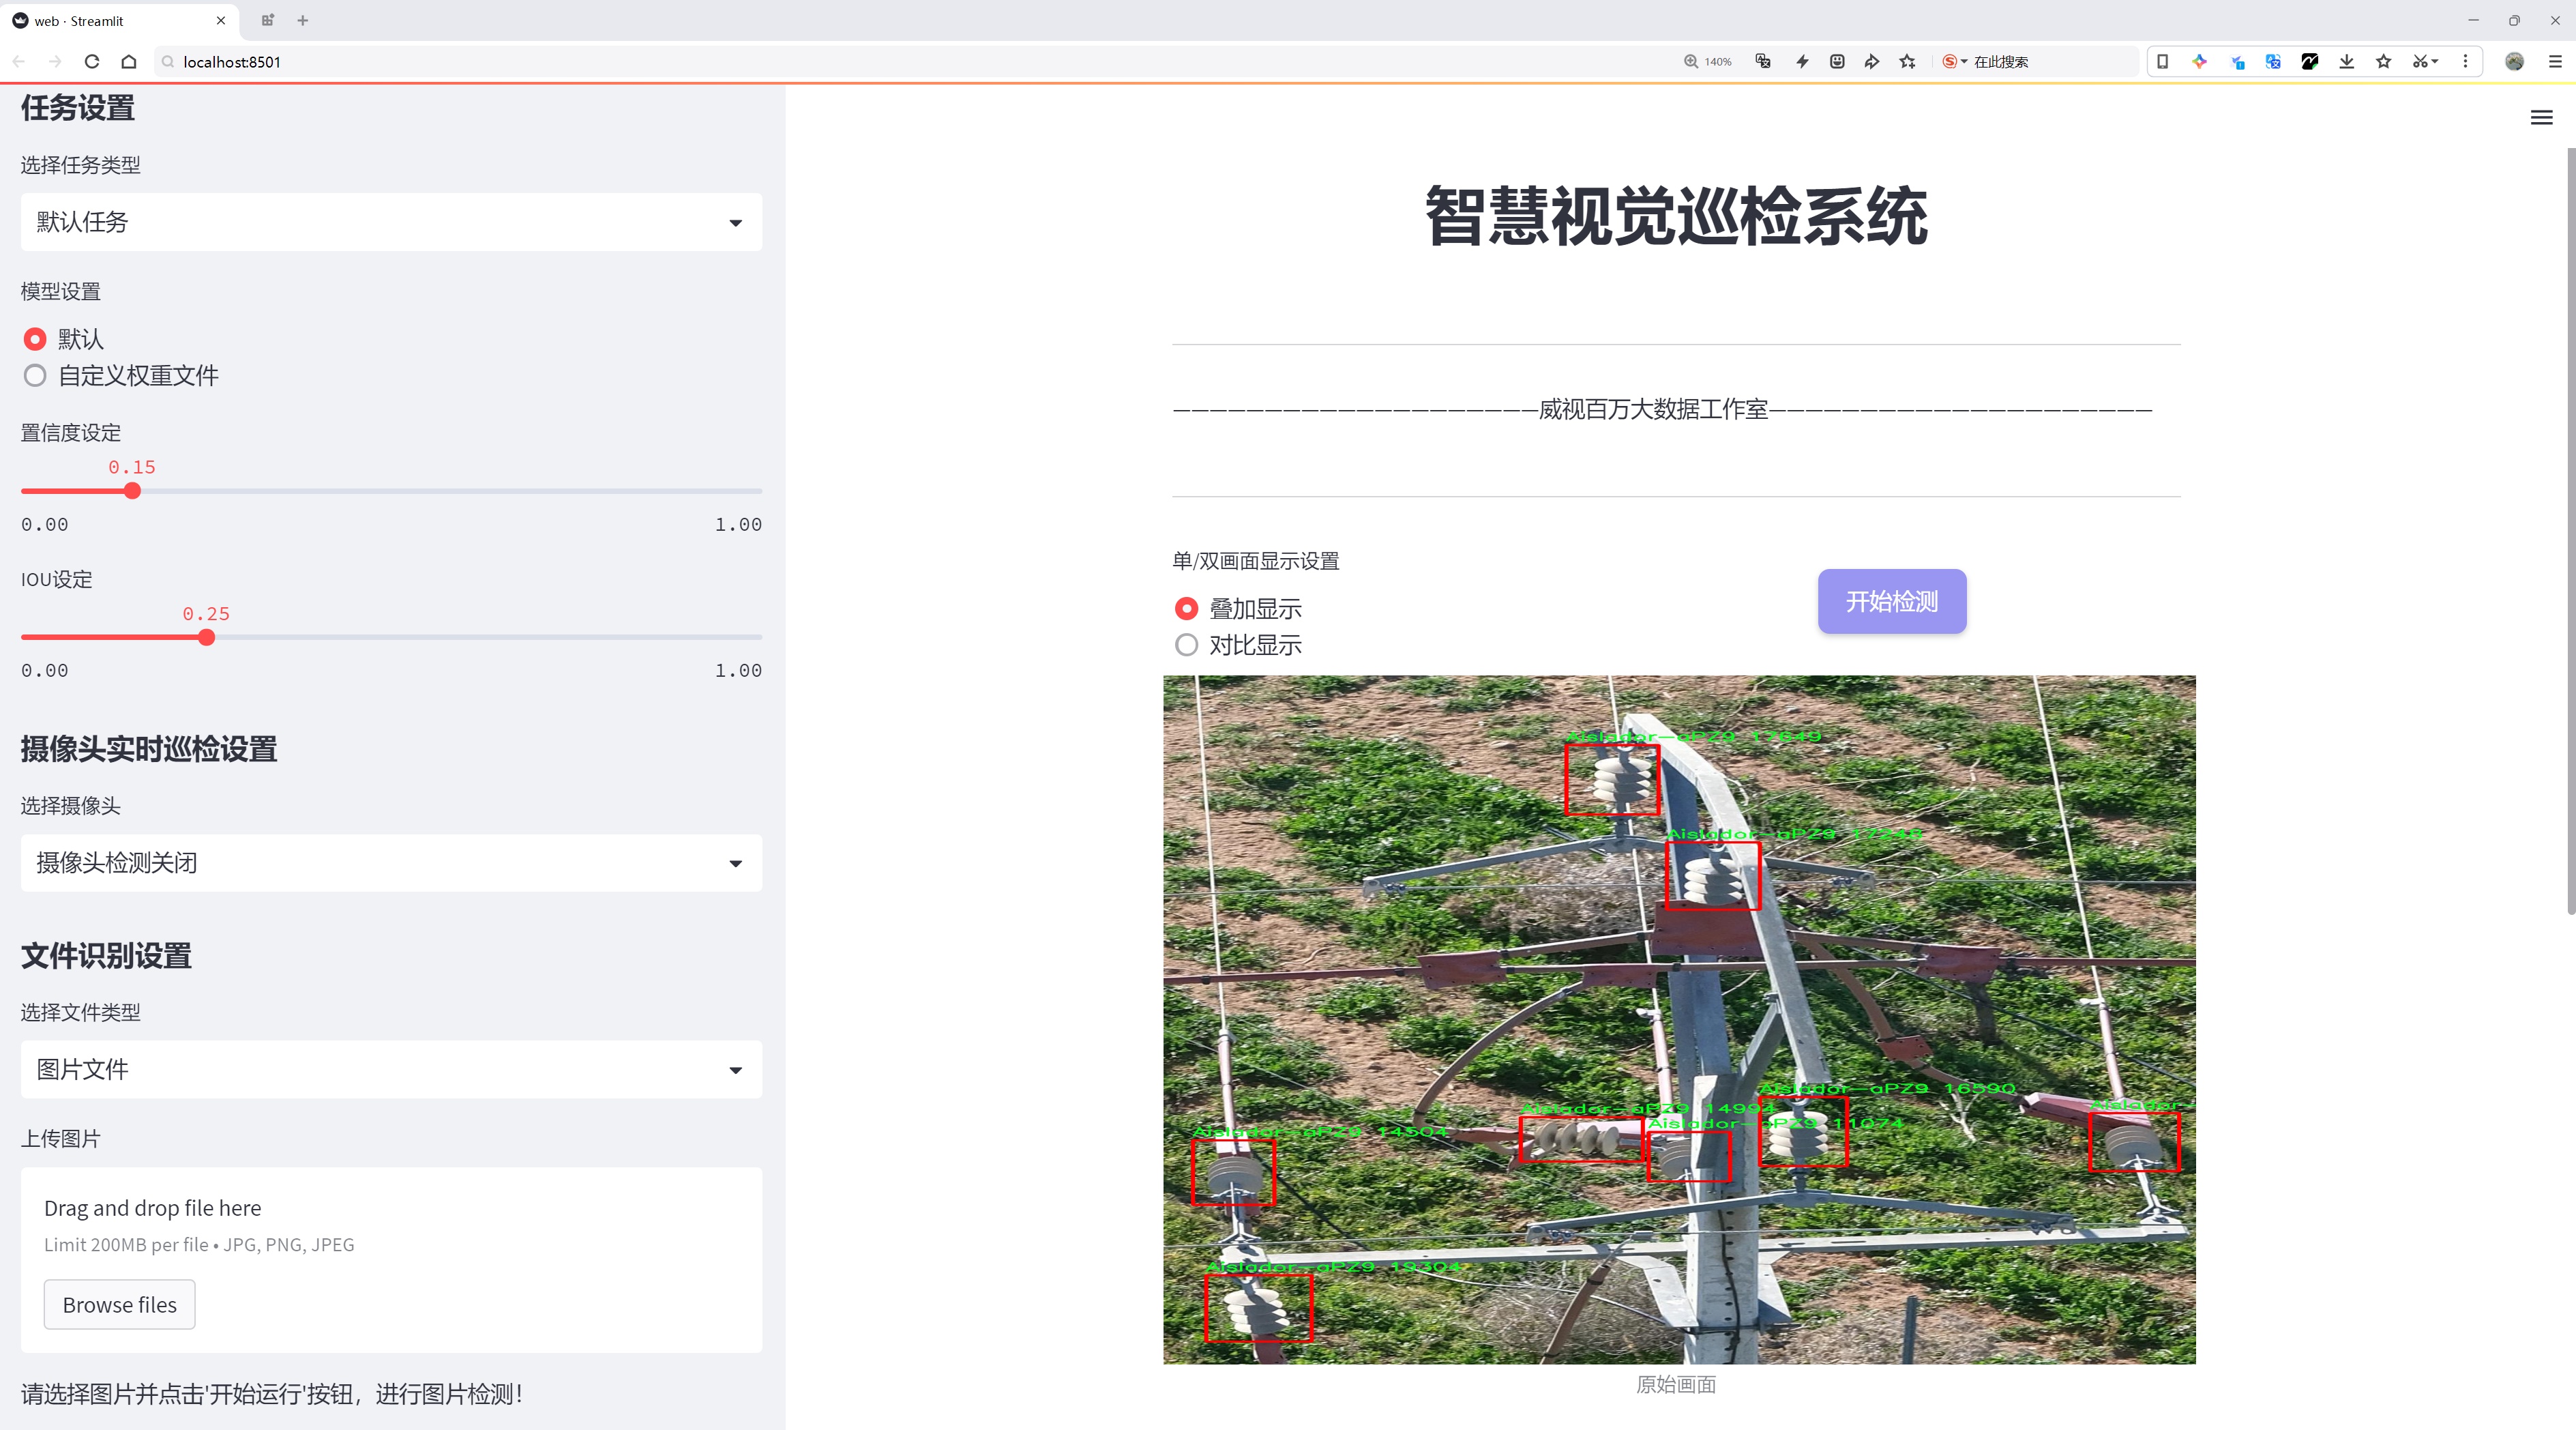 web · Streamlit
localhost:8501
140%
在此搜索
任务设置
选择任务类型
默认任务
模型设置
默认
自定义权重文件
置信度设定
0.15
0.00
1.00
IOU设定
0.25
0.00
1.00
摄像头实时巡检设置
选择摄像头
摄像头检测关闭
文件识别设置
选择文件类型
图片文件
上传图片
Drag and drop file here
Limit 200MB per file • JPG, PNG, JPEG
Browse files
请选择图片并点击'开始运行'按钮，进行图片检测！
智慧视觉巡检系统
————————————————————威视百万大数据工作室—————————————————————
单/双画面显示设置
叠加显示
对比显示
开始检测
Aislador-aPZ9 17649
Aislador-aPZ9 17248
Aislador-aPZ9 16590
Aislador-aPZ9 14994
Aislador-
Aislador-aPZ9 11074
Aislador-aPZ9 14504
Aislador-aPZ9 19304
原始画面